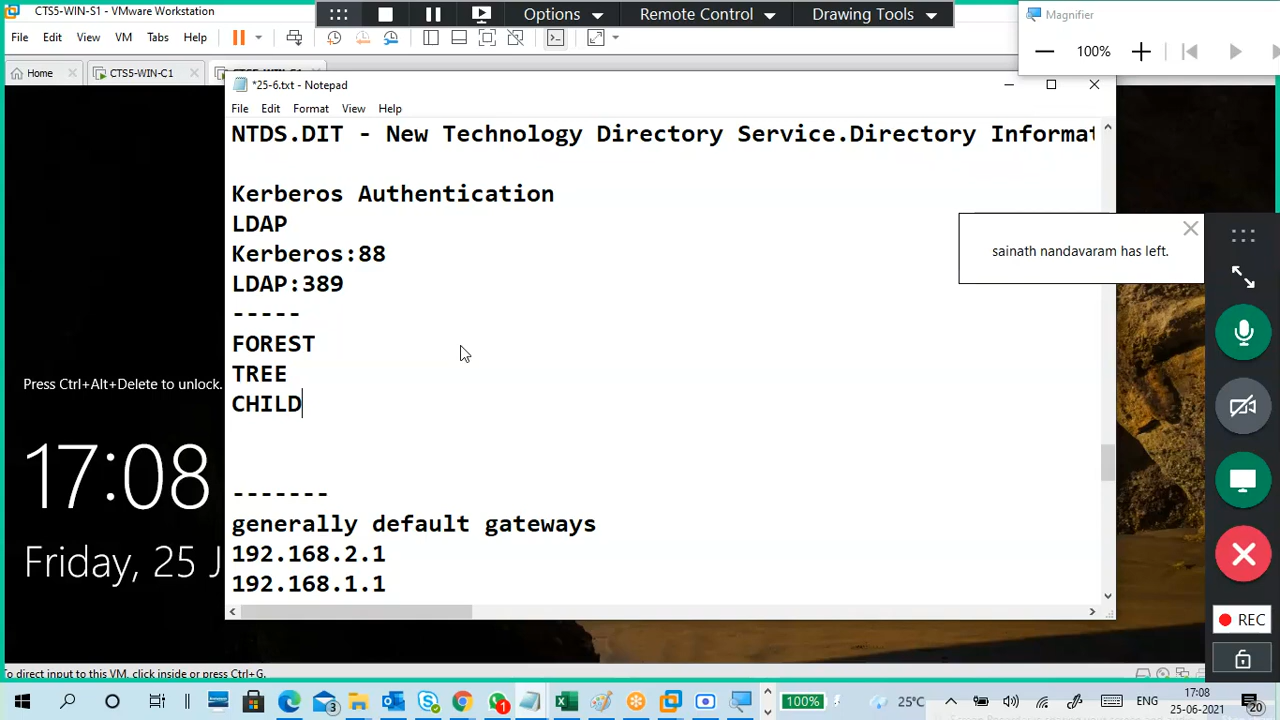 CTS5-WIN-S1 - VMware Workstation
File Edit View VM Tabs Help
Home
CTS5-WIN-C1
Options
Remote Control
Drawing Tools
Magnifier
100%
*25-6.txt - Notepad
File Edit Format View Help
NTDS.DIT - New Technology Directory Service.Directory Informat
Kerberos Authentication
LDAP
Kerberos:88
LDAP:389
-----
FOREST
TREE
CHILD
-------
generally default gateways
192.168.2.1
192.168.1.1
sainath nandavaram has left.
Press Ctrl+Alt+Delete to unlock.
17:08
Friday, 25 J
REC
To direct input to this VM, click inside or press Ctrl+G.
3
1
100%
25°C
ENG
17:08
25-06-2021
20